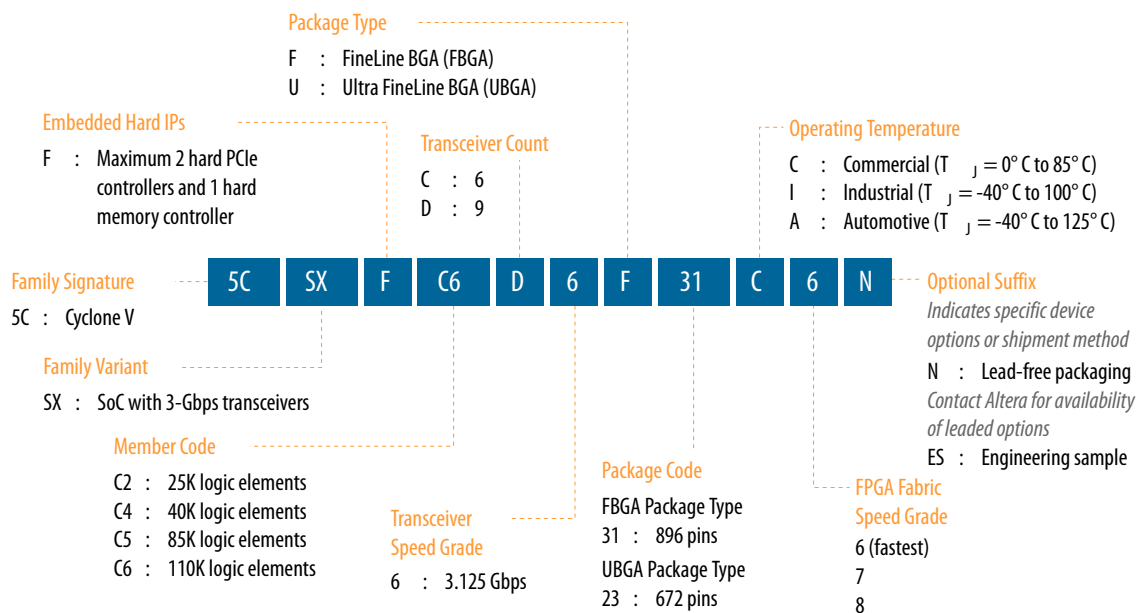 Package Type
F : FineLine BGA (FBGA)
U : Ultra FineLine BGA (UBGA)
Embedded Hard IPs
F : Maximum 2 hard PCIe
controllers and 1 hard
memory controller
Transceiver Count
C : 6
D : 9
Operating Temperature
C : Commercial (T J = 0° C to 85° C)
I : Industrial (T J = -40° C to 100° C)
A : Automotive (T J = -40° C to 125° C)
Family Signature
5C : Cyclone V
5C SX F C6 D 6 F 31 C 6 N
Optional Suffix
Indicates specific device
options or shipment method
N : Lead-free packaging
Contact Altera for availability
of leaded options
ES : Engineering sample
Family Variant
SX : SoC with 3-Gbps transceivers
Member Code
C2 : 25K logic elements
C4 : 40K logic elements
C5 : 85K logic elements
C6 : 110K logic elements
Transceiver
Speed Grade
6 : 3.125 Gbps
Package Code
FBGA Package Type
31 : 896 pins
UBGA Package Type
23 : 672 pins
FPGA Fabric
Speed Grade
6 (fastest)
7
8